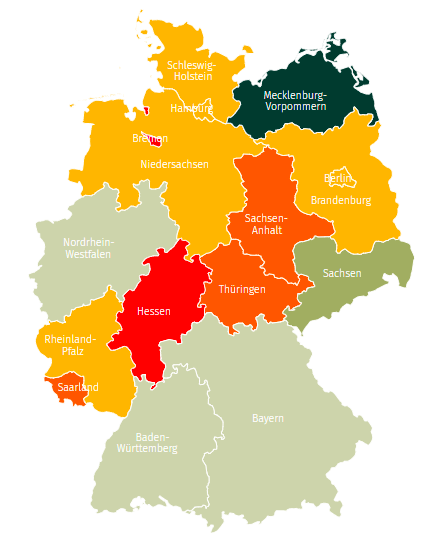 Schleswig-
Holstein
Mecklenburg-
Vorpommern
Hamburg
Bremen
Niedersachsen
Berlin
Brandenburg
Sachsen-
Anhalt
Nordrhein-
Westfalen
Sachsen
Thüringen
Hessen
Rheinland-
Pfalz
Saarland
Bayern
Baden-
Württemberg